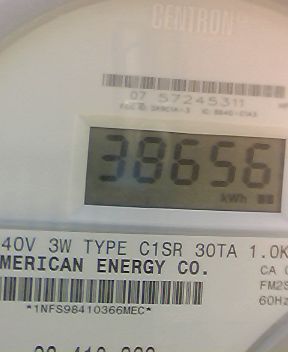 CENTRON
07 57245311
38656
kWh
40V 3W TYPE C1SR 30TA 1.0K
MERICAN ENERGY CO.
CA
FM2S
60Hz
*1NFS98410366MEC*